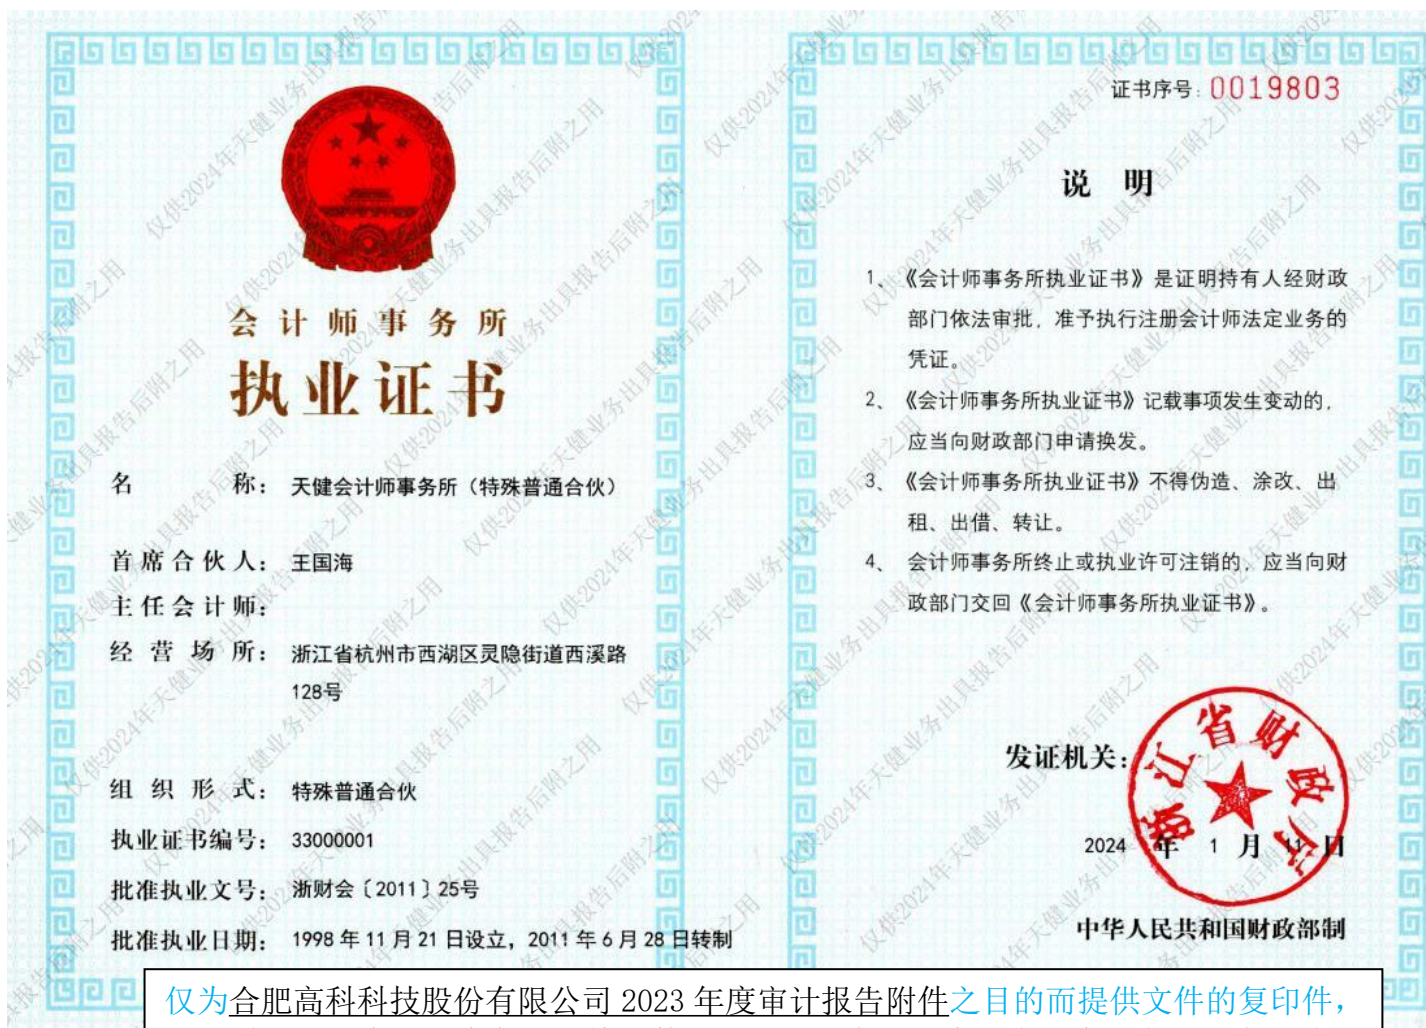 会计师事务所
执业证书
名称： 天健会计师事务所（特殊普通合伙）
首席合伙人： 王国海
主任会计师：
经营场所： 浙江省杭州市西湖区灵隐街道西溪路
128号
组织形式： 特殊普通合伙
执业证书编号： 33000001
批准执业文号： 浙财会〔2011〕25号
批准执业日期： 1998年11月21日设立，2011年6月28日转制
证书序号：0019803
说 明
1、《会计师事务所执业证书》是证明持有人经财政
部门依法审批，准予执行注册会计师法定业务的
凭证。
2、《会计师事务所执业证书》记载事项发生变动的，
应当向财政部门申请换发。
3、《会计师事务所执业证书》不得伪造、涂改、出
租、出借、转让。
4、会计师事务所终止或执业许可注销的，应当向财
政部门交回《会计师事务所执业证书》。
发证机关：
浙江省财政厅
2024 年 1 月 11 日
中华人民共和国财政部制
仅为合肥高科科技股份有限公司 2023 年度审计报告附件之目的而提供文件的复印件，
仅供2024年天健业务出具报告后附之用